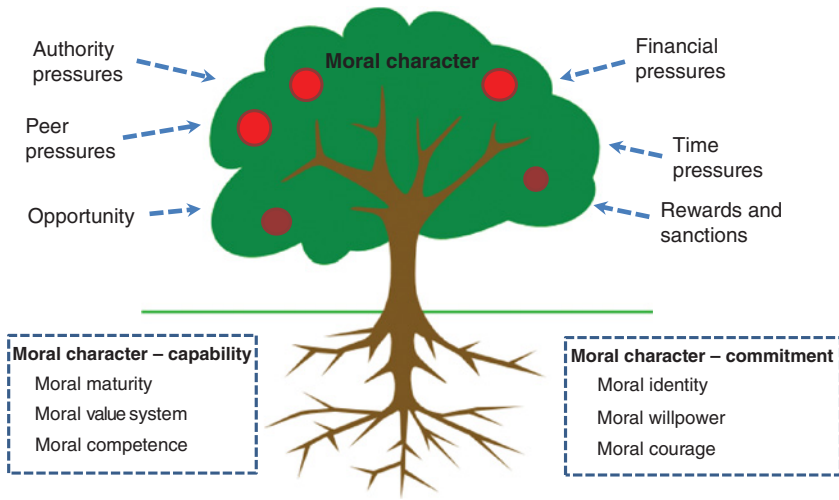 Moral character
Authority
pressures
Peer
pressures
Opportunity
Financial
pressures
Time
pressures
Rewards and
sanctions
Moral character – capability
Moral maturity
Moral value system
Moral competence
Moral character – commitment
Moral identity
Moral willpower
Moral courage